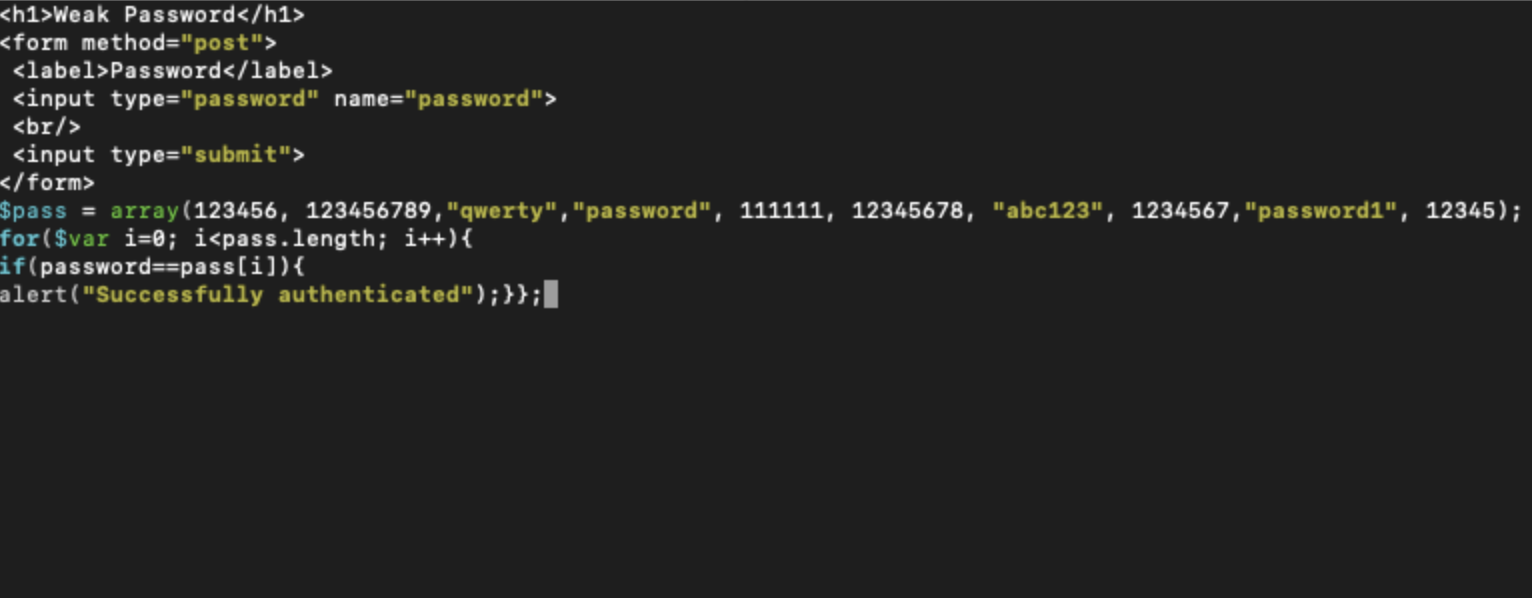 <h1>Weak Password</h1>
<form method="post">
<label>Password</label>
<input type="password" name="password">
<br/>
<input type="submit">
</form>
$pass = array(123456, 123456789,"qwerty","password", 111111, 12345678, "abc123", 1234567,"password1", 12345);
for($var i=0; i<pass.length; i++){
if(password==pass[i]){
alert("Successfully authenticated");}};